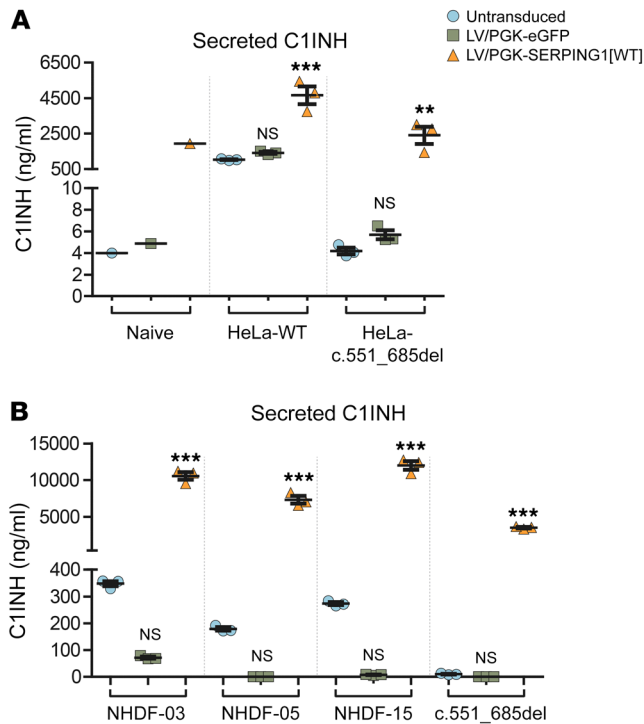 A
Secreted C1INH
Untransduced
LV/PGK-eGFP
LV/PGK-SERPING1[WT]
C1INH (ng/ml)
6500
4500
2500
500
10
8
6
4
2
0
NS
***
NS
**
Naive
HeLa-WT
HeLa-
c.551_685del
B
Secreted C1INH
C1INH (ng/ml)
15000
10000
5000
400
300
200
100
0
NS
***
NS
***
NS
***
NS
***
NHDF-03
NHDF-05
NHDF-15
c.551_685del